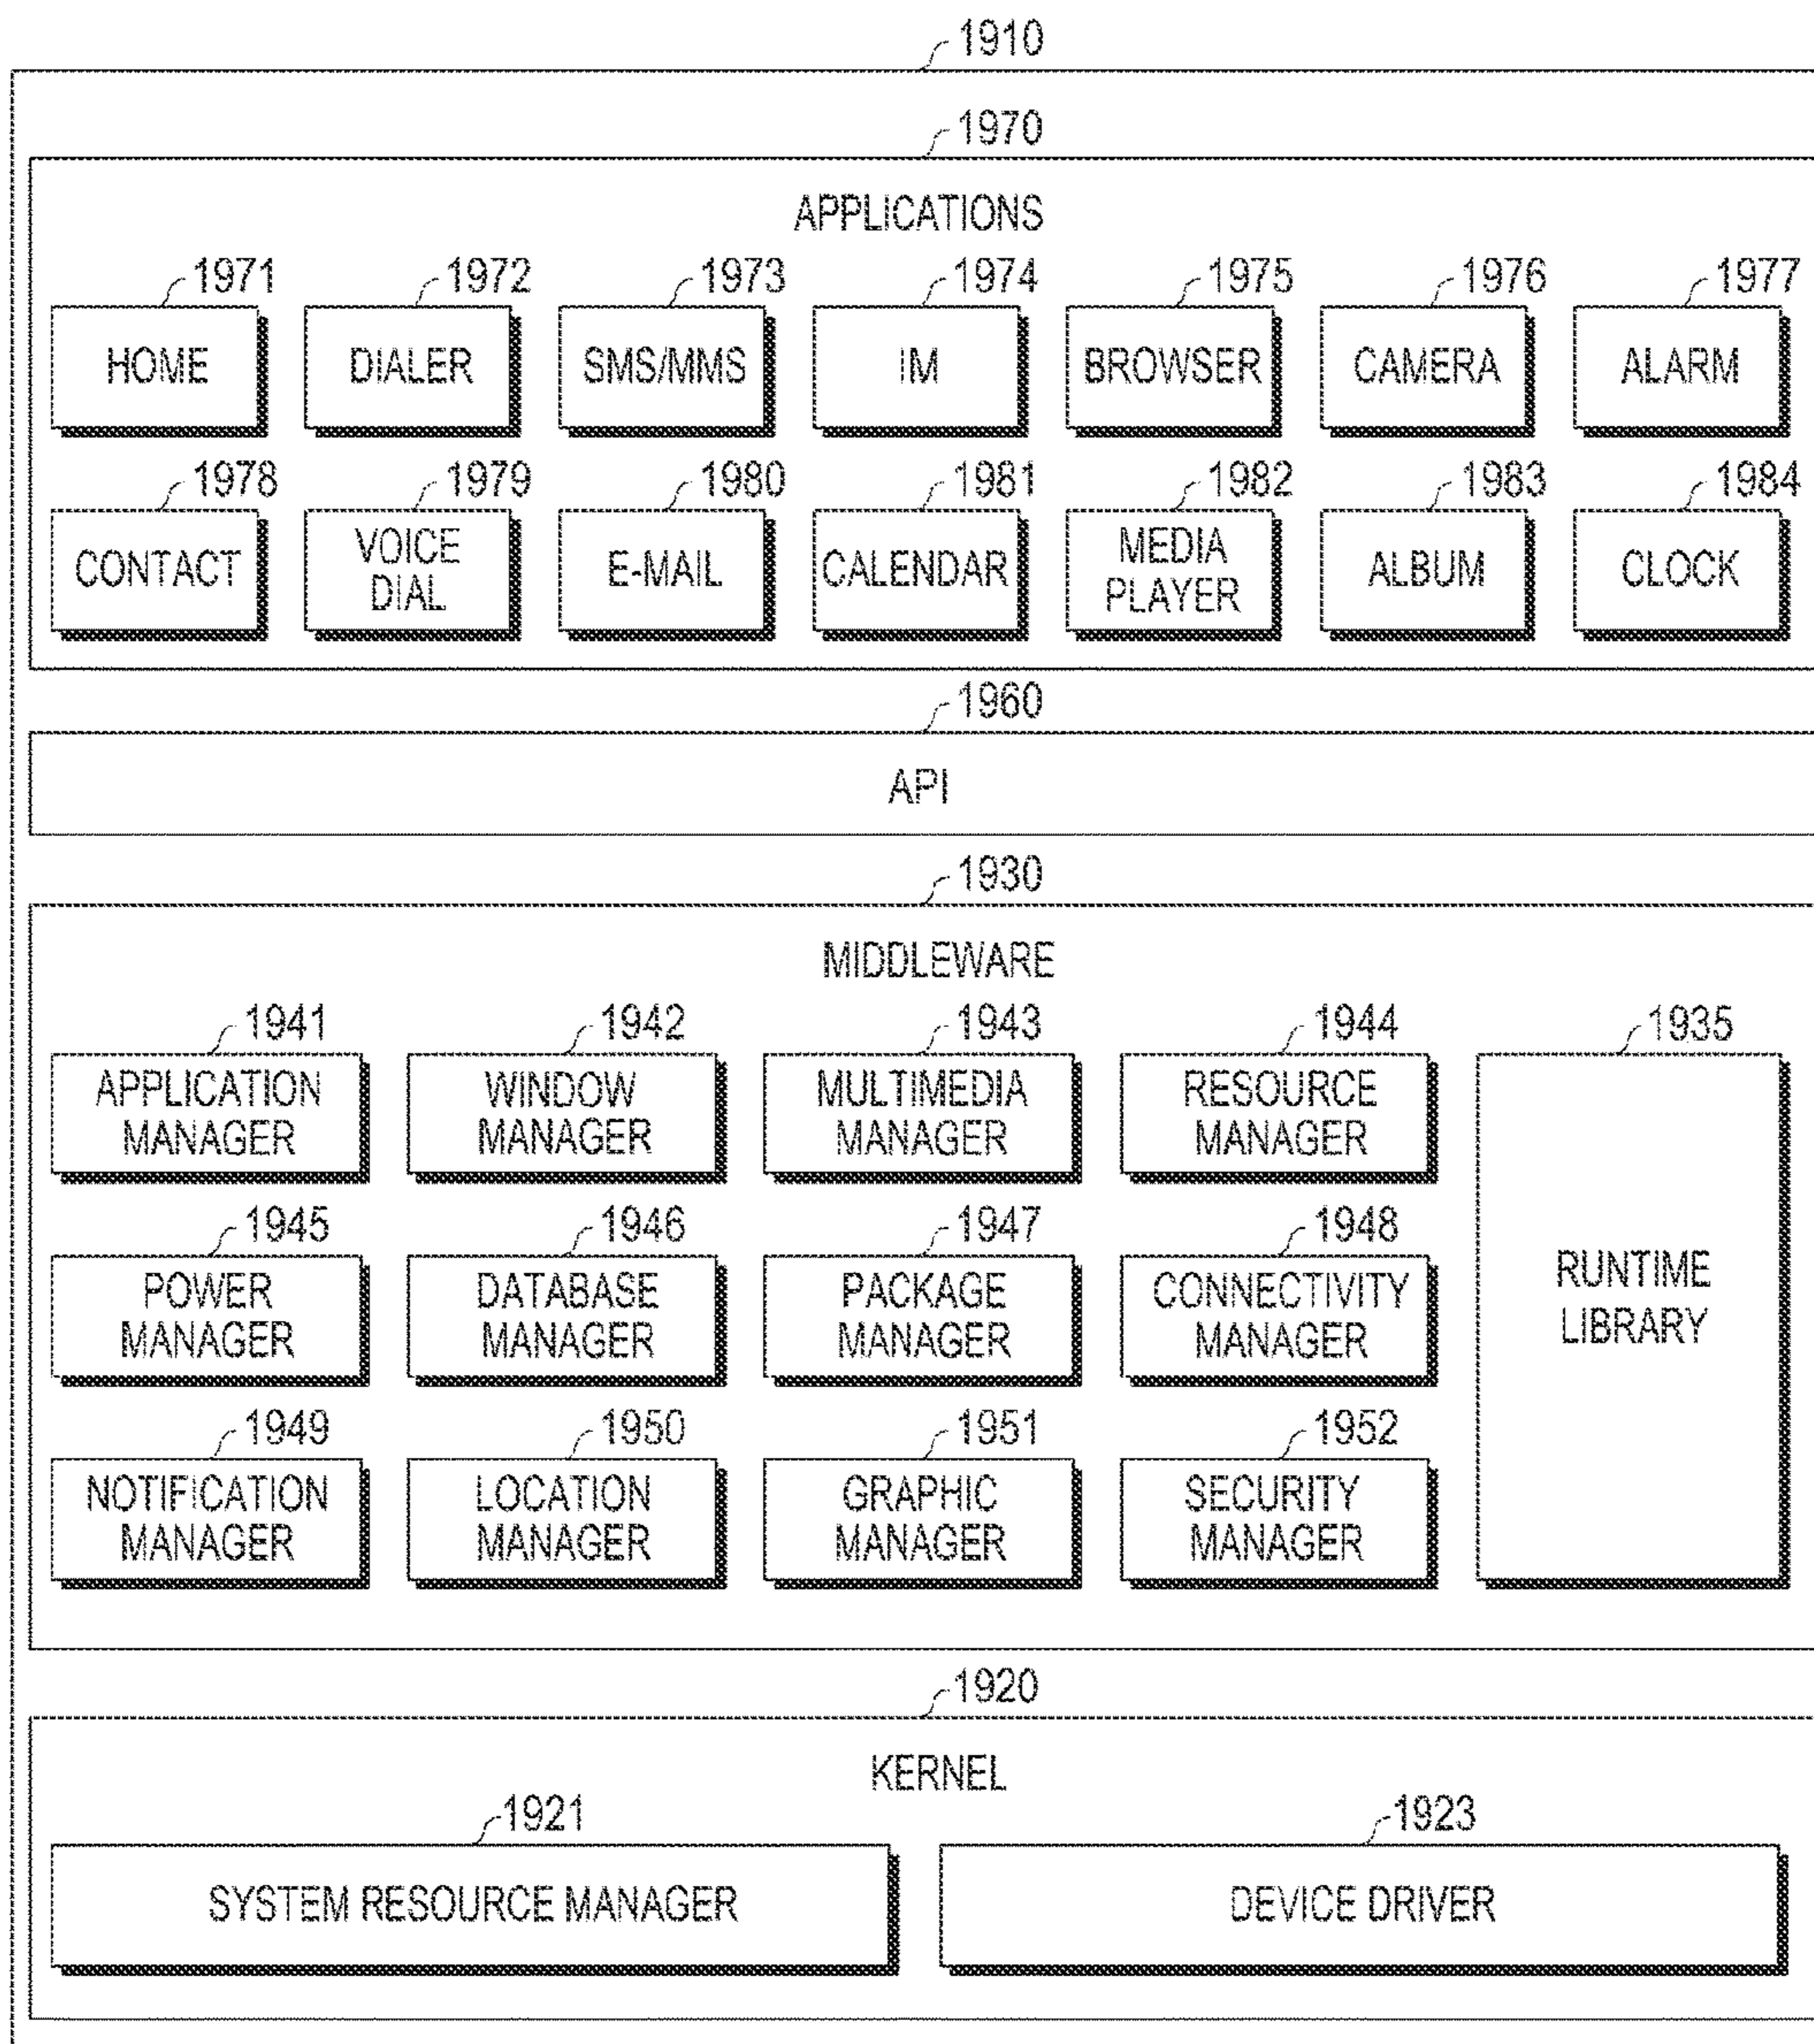 1910
1970
APPLICATIONS
1971 1972 1973 1974 1975 1976 1977
HOME DIALER SMS/MMS IM BROWSER CAMERA ALARM
1978 1979 1980 1981 1982 1983 1984
CONTACT VOICE DIAL E-MAIL CALENDAR MEDIA PLAYER ALBUM CLOCK
1960
API
1930
MIDDLEWARE
1941 1942 1943 1944 1935
APPLICATION MANAGER WINDOW MANAGER MULTIMEDIA MANAGER RESOURCE MANAGER
1945 1946 1947 1948
POWER MANAGER DATABASE MANAGER PACKAGE MANAGER CONNECTIVITY MANAGER RUNTIME LIBRARY
1949 1950 1951 1952
NOTIFICATION MANAGER LOCATION MANAGER GRAPHIC MANAGER SECURITY MANAGER
1920
KERNEL
1921 1923
SYSTEM RESOURCE MANAGER DEVICE DRIVER